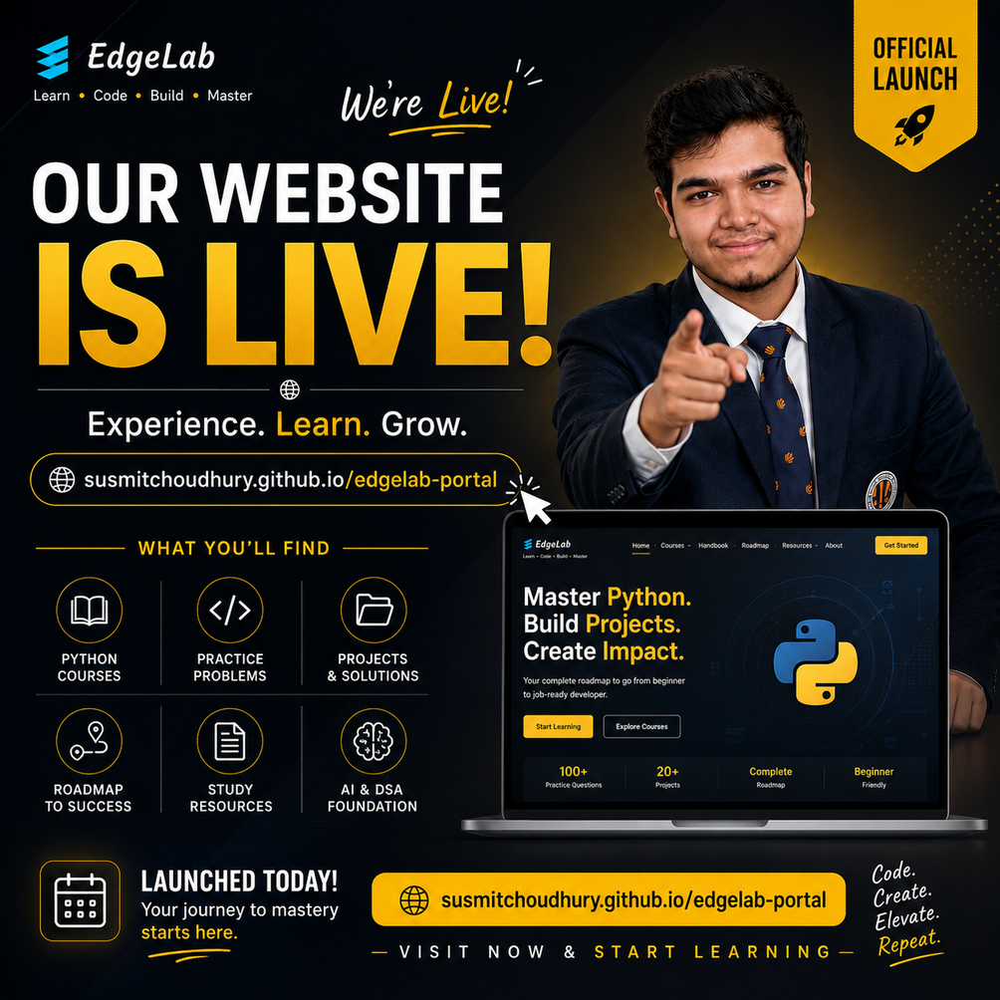 EdgeLab
Learn • Code • Build • Master
We're Live!
OFFICIAL
LAUNCH
OUR WEBSITE
IS LIVE!
Experience. Learn. Grow.
susmitchoudhury.github.io/edgelab-portal
WHAT YOU'LL FIND
PYTHON
COURSES
PRACTICE
PROBLEMS
PROJECTS
& SOLUTIONS
ROADMAP
TO SUCCESS
STUDY
RESOURCES
AI & DSA
FOUNDATION
EdgeLab
Learn • Code • Build • Master
Home Courses Handbook Roadmap Resources About
Get Started
Master Python.
Build Projects.
Create Impact.
Your complete roadmap to go from beginner
to job-ready developer.
Start Learning
Explore Courses
100+
Practice Questions
20+
Projects
Complete
Roadmap
Beginner
Friendly
LAUNCHED TODAY!
Your journey to mastery
starts here.
susmitchoudhury.github.io/edgelab-portal
VISIT NOW & START LEARNING
Code.
Create.
Elevate.
Repeat.